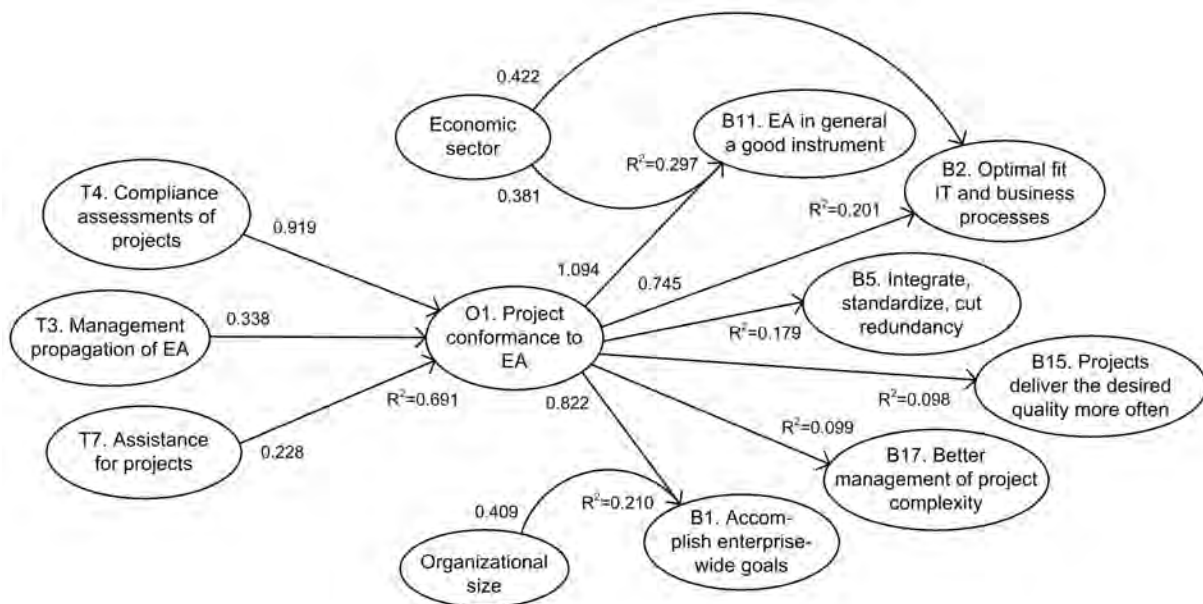 0.422
Economic
sector
0.381
B11. EA in general
a good instrument
R²=0.297
B2. Optimal fit
IT and business
processes
R²=0.201
T4. Compliance
assessments of
projects
0.919
1.094
0.745
B5. Integrate,
standardize, cut
redundancy
R²=0.179
T3. Management
propagation of EA
0.338
O1. Project
conformance to
EA
R²=0.691
0.822
B15. Projects
deliver the desired
quality more often
R²=0.098
T7. Assistance
for projects
0.228
R²=0.099
B17. Better
management of project
complexity
0.409
R²=0.210
B1. Accom-
plish enterprise-
wide goals
Organizational
size